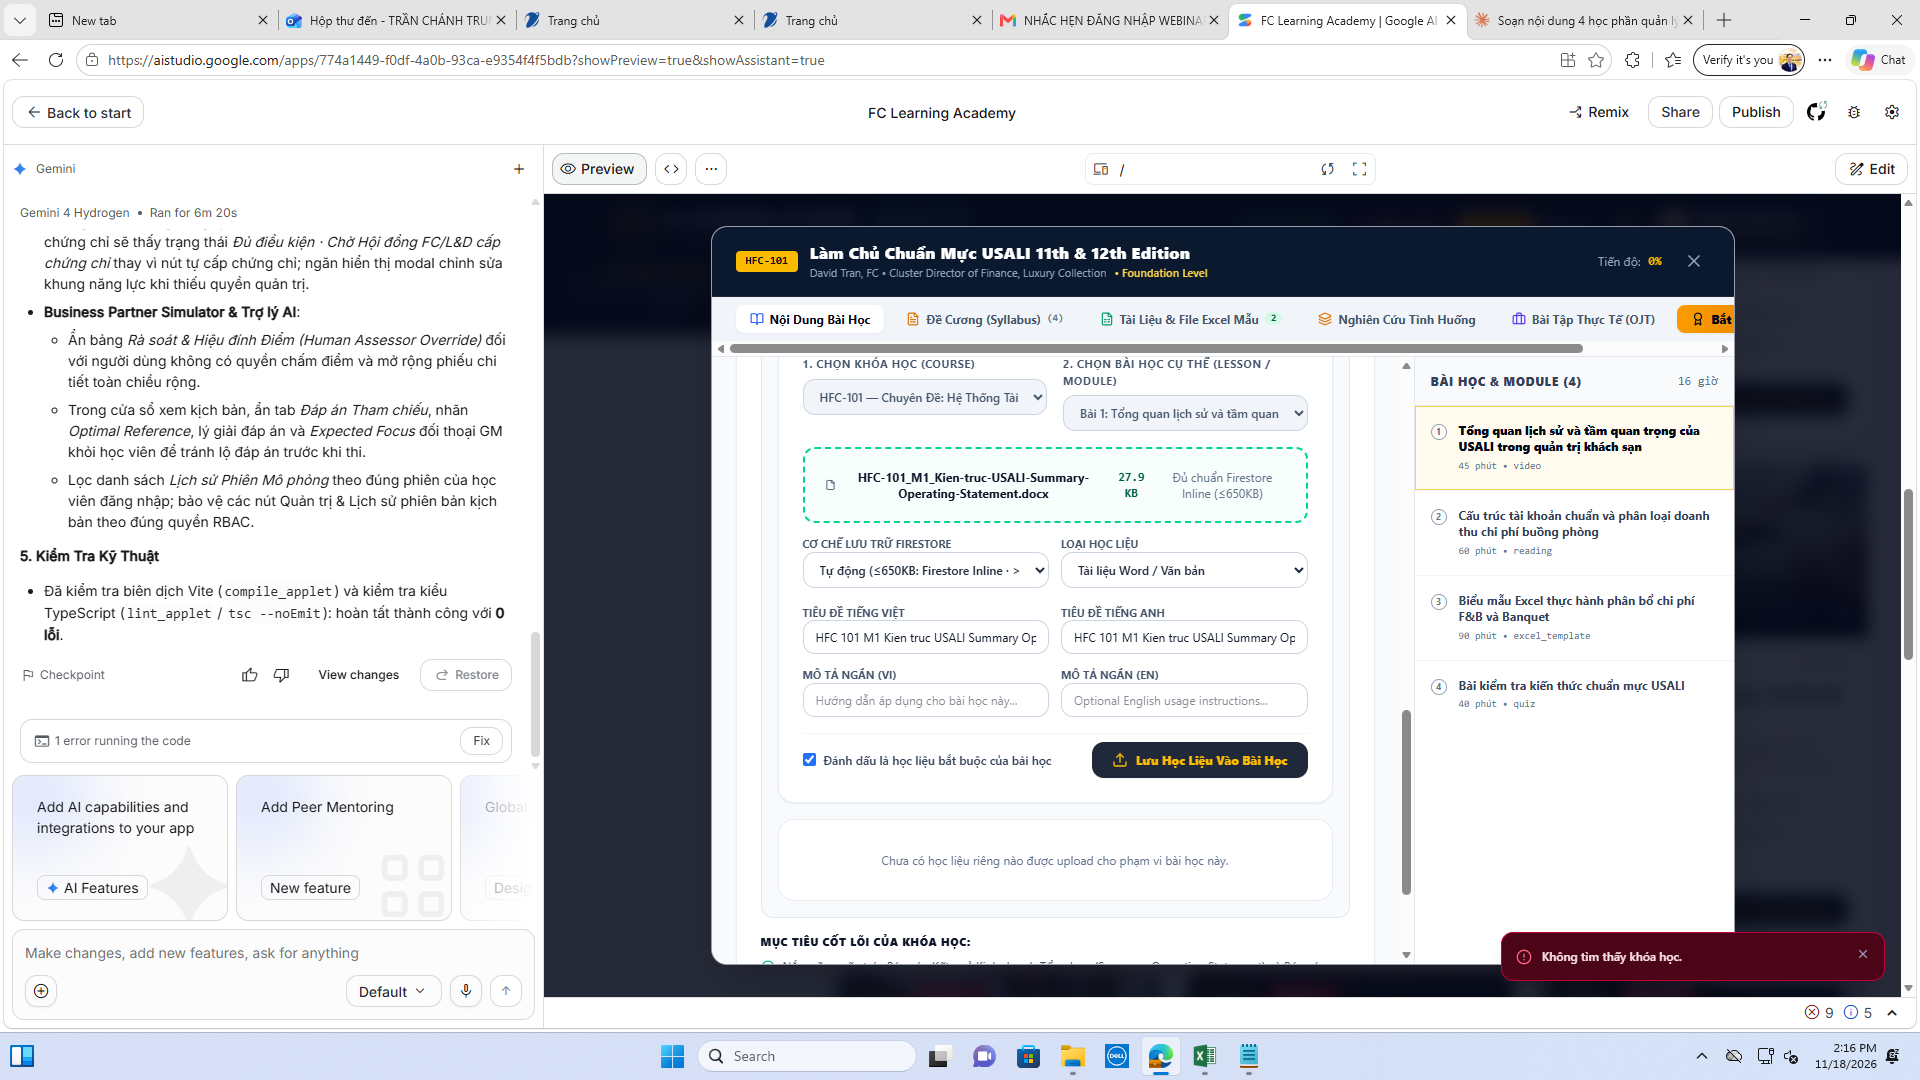 New tab
Hộp thư đến - TRẦN CHÁNH TRU
Trang chủ
Trang chủ
NHẮC HẸN ĐĂNG NHẬP WEBINA
FC Learning Academy | Google AI
Soạn nội dung 4 học phần quản lý
https://aistudio.google.com/apps/774a1449-f0df-4a0b-93ca-e9354f4f5bdb?showPreview=true&showAssistant=true
Verify it's you
Chat
Back to start
FC Learning Academy
Remix
Share
Publish
Gemini
Preview
/
Edit
Gemini 4 Hydrogen • Ran for 6m 20s
chứng chỉ sẽ thấy trạng thái Đủ điều kiện · Chờ Hội đồng FC/L&D cấp
chứng chỉ thay vì nút tự cấp chứng chỉ; ngăn hiển thị modal chỉnh sửa
khung năng lực khi thiếu quyền quản trị.
Business Partner Simulator & Trợ lý AI:
Ẩn bảng Rà soát & Hiệu đính Điểm (Human Assessor Override) đối
với người dùng không có quyền chấm điểm và mở rộng phiếu chi
tiết toàn chiều rộng.
Trong cửa sổ xem kịch bản, ẩn tab Đáp án Tham chiếu, nhãn
Optimal Reference, lý giải đáp án và Expected Focus đối thoại GM
khỏi học viên để tránh lộ đáp án trước khi thi.
Lọc danh sách Lịch sử Phiên Mô phỏng theo đúng phiên của học
viên đăng nhập; bảo vệ các nút Quản trị & Lịch sử phiên bản kịch
bản theo đúng quyền RBAC.
5. Kiểm Tra Kỹ Thuật
Đã kiểm tra biên dịch Vite (compile_applet) và kiểm tra kiểu
TypeScript (lint_applet / tsc --noEmit): hoàn tất thành công với 0
lỗi.
Checkpoint
View changes
Restore
1 error running the code
Fix
Add AI capabilities and
integrations to your app
AI Features
Add Peer Mentoring
New feature
Global
Desig
Make changes, add new features, ask for anything
Default
HFC-101
Làm Chủ Chuẩn Mực USALI 11th & 12th Edition
David Tran, FC • Cluster Director of Finance, Luxury Collection • Foundation Level
Tiến độ: 0%
Nội Dung Bài Học
Đề Cương (Syllabus) (4)
Tài Liệu & File Excel Mẫu 2
Nghiên Cứu Tình Huống
Bài Tập Thực Tế (OJT)
Bắt
1. CHỌN KHÓA HỌC (COURSE)
2. CHỌN BÀI HỌC CỤ THỂ (LESSON /
MODULE)
HFC-101 — Chuyên Đề: Hệ Thống Tài
Bài 1: Tổng quan lịch sử và tầm quan
HFC-101_M1_Kien-truc-USALI-Summary-
Operating-Statement.docx
27.9
KB
Đủ chuẩn Firestore
Inline (≤650KB)
CƠ CHẾ LƯU TRỮ FIRESTORE
LOẠI HỌC LIỆU
Tự động (≤650KB: Firestore Inline · >
Tài liệu Word / Văn bản
TIÊU ĐỀ TIẾNG VIỆT
TIÊU ĐỀ TIẾNG ANH
HFC 101 M1 Kien truc USALI Summary Op
HFC 101 M1 Kien truc USALI Summary Op
MÔ TẢ NGẮN (VI)
MÔ TẢ NGẮN (EN)
Hướng dẫn áp dụng cho bài học này...
Optional English usage instructions...
Đánh dấu là học liệu bắt buộc của bài học
Lưu Học Liệu Vào Bài Học
Chưa có học liệu riêng nào được upload cho phạm vi bài học này.
MỤC TIÊU CỐT LÕI CỦA KHÓA HỌC:
BÀI HỌC & MODULE (4)
16 giờ
1
Tổng quan lịch sử và tầm quan trọng của
USALI trong quản trị khách sạn
45 phút • video
2
Cấu trúc tài khoản chuẩn và phân loại doanh
thu chi phí buồng phòng
60 phút • reading
3
Biểu mẫu Excel thực hành phân bổ chi phí
F&B và Banquet
90 phút • excel_template
4
Bài kiểm tra kiến thức chuẩn mực USALI
40 phút • quiz
Không tìm thấy khóa học.
9
5
Search
DELL
2:16 PM
11/18/2026